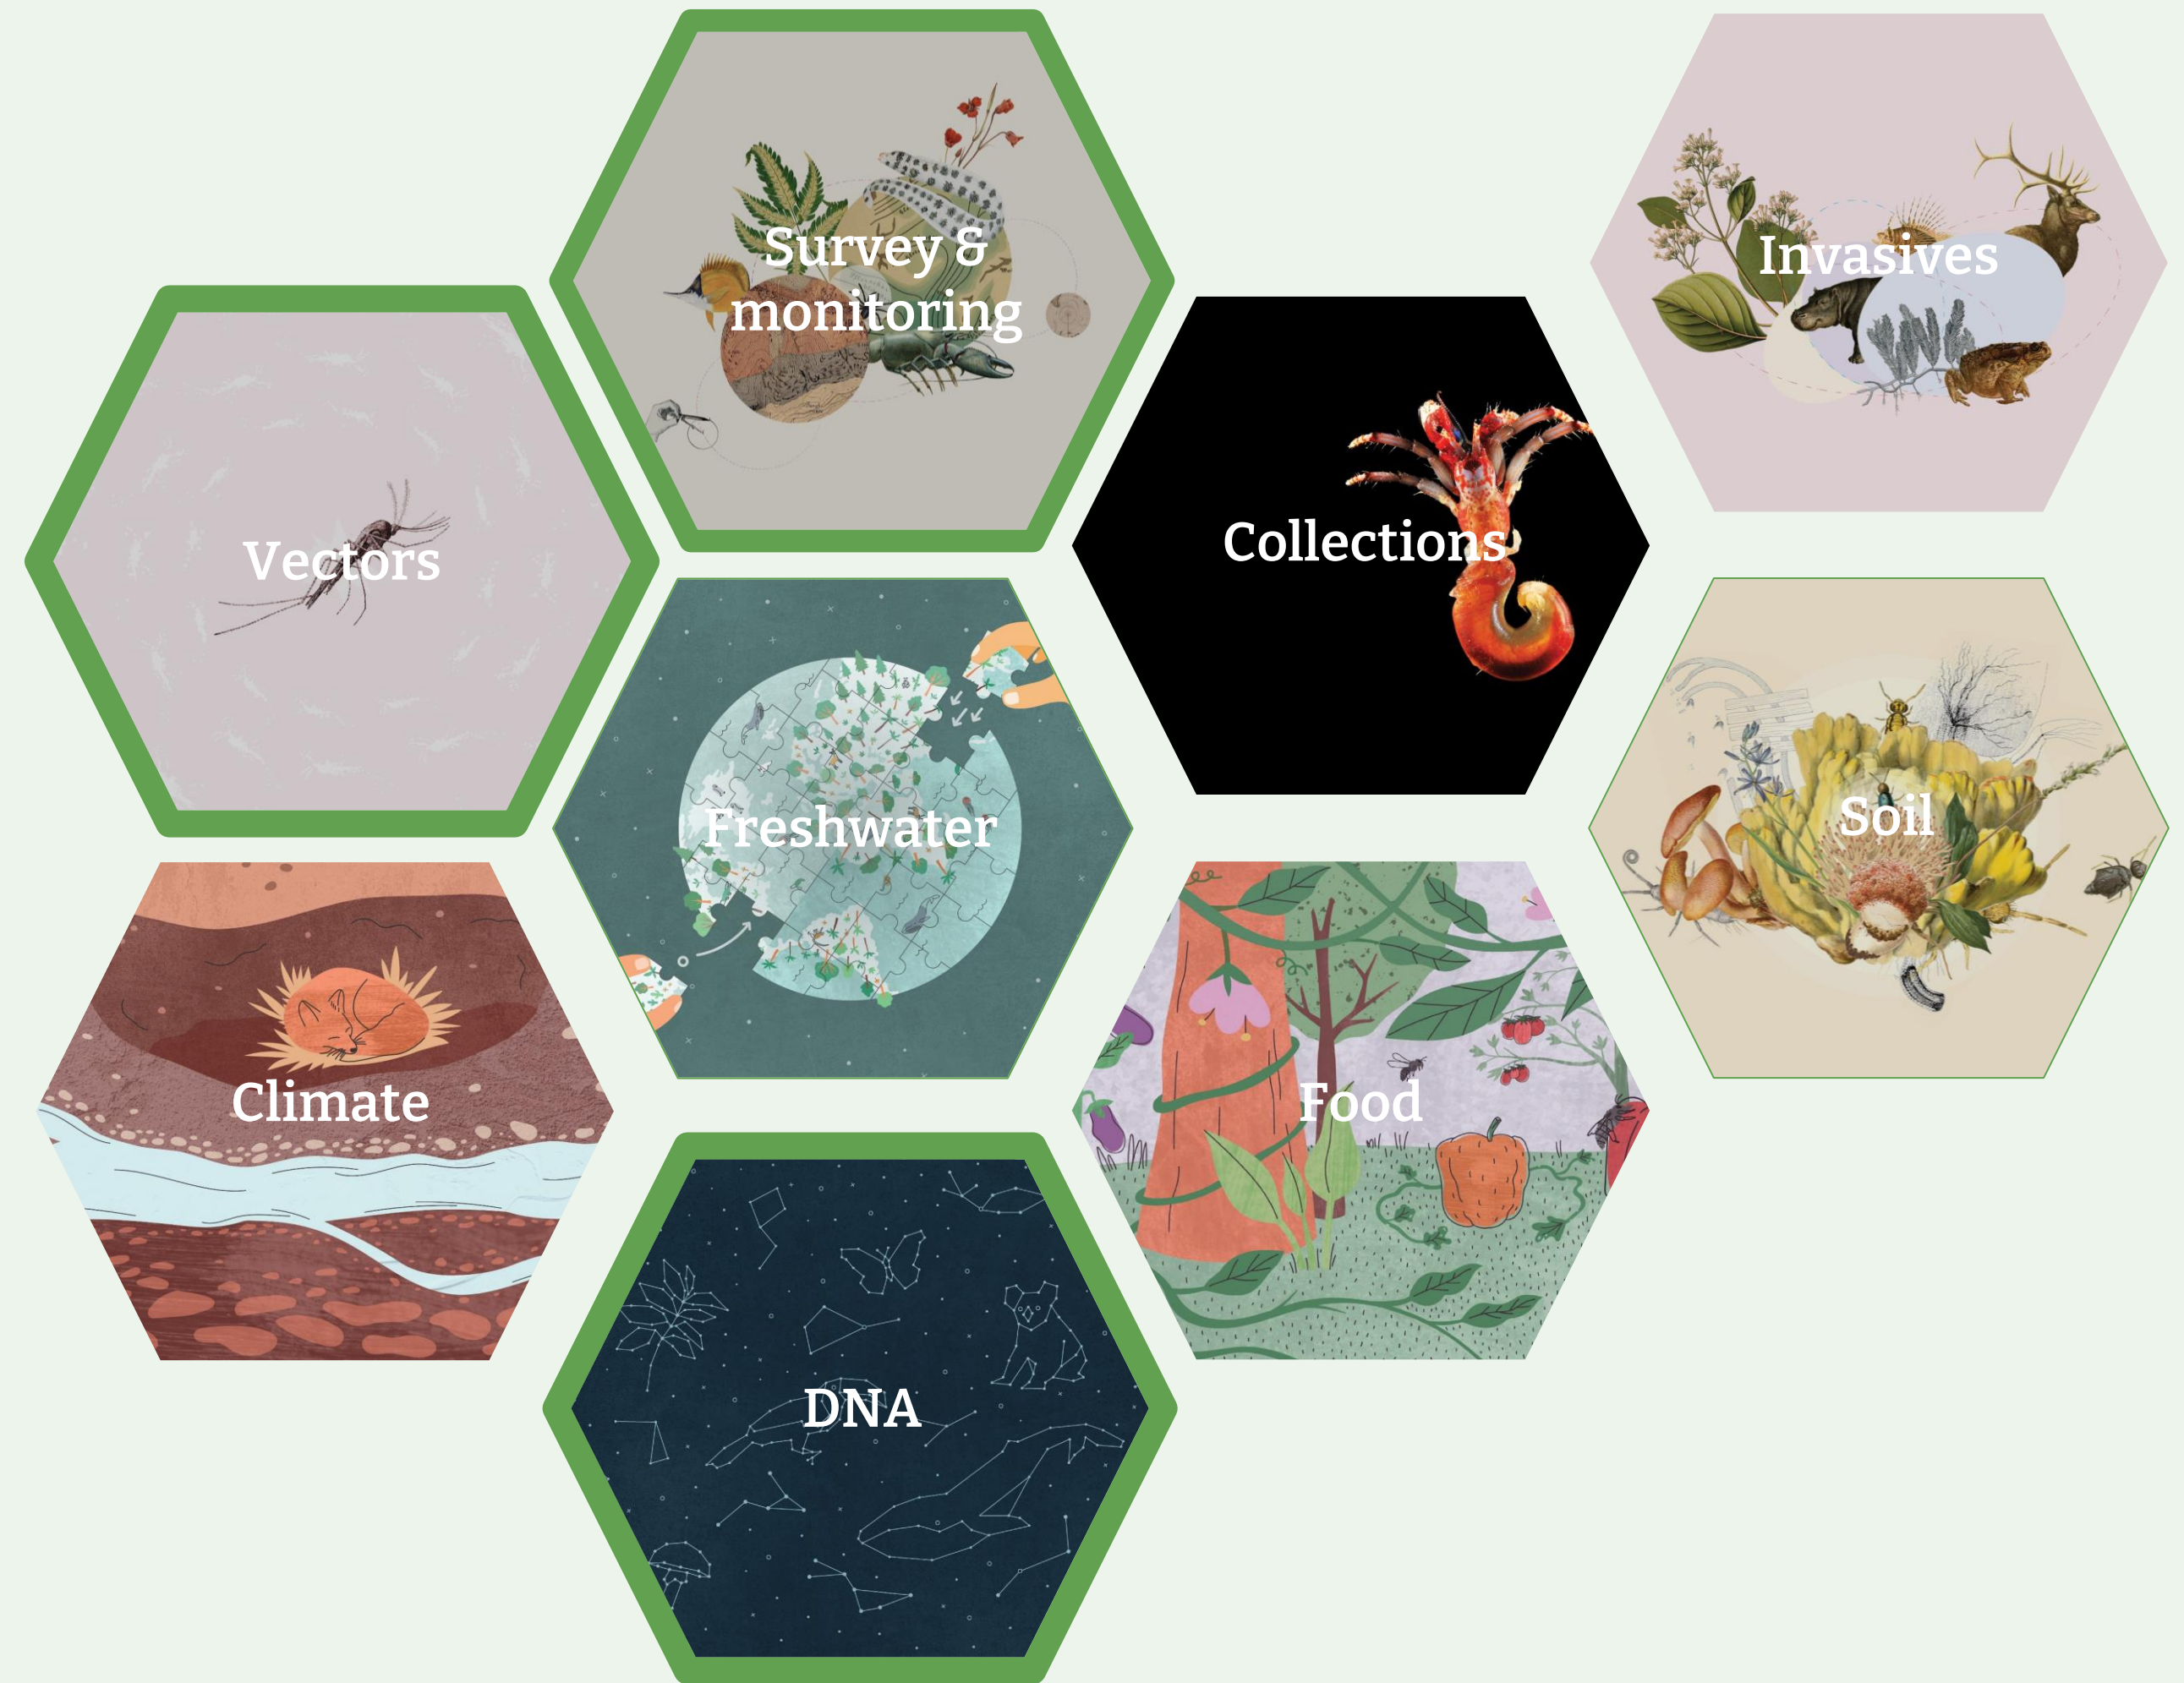 Survey &
monitoring
Invasives
Vectors
Collections
Freshwater
Soil
Climate
Food
DNA